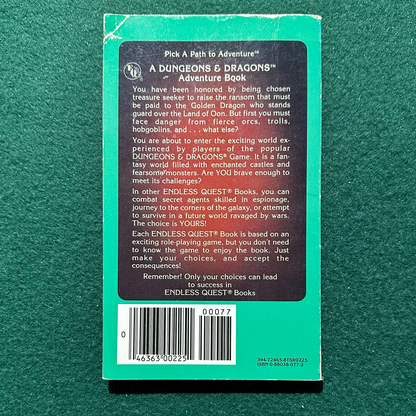 Pick A Path to Adventure™
A DUNGEONS & DRAGONS™
Adventure Book
You have been honored by being chosen
treasure seeker to raise the ransom that must
be paid to the Golden Dragon who stands
guard over the Land of Oon. But first you must
face danger from fierce orcs, trolls,
hobgoblins, and . . . what else?
You are about to enter the exciting world ex-
perienced by players of the popular
DUNGEONS & DRAGONS® Game. It is a fan-
tasy world filled with enchanted castles and
fearsome monsters. Are YOU brave enough to
meet its challenges?
In other ENDLESS QUEST® Books, you can
combat secret agents skilled in espionage,
journey to the corners of the galaxy, or attempt
to survive in a future world ravaged by wars.
The choice is YOURS!
Each ENDLESS QUEST® Book is based on an
exciting role-playing game, but you don't need
to know the game to enjoy the book. Just
make your choices, and accept the
consequences!
Remember! Only your choices can lead
to success in
ENDLESS QUEST® Books
00077
0
46363 00225
394-72465-8TSR0225
ISBN 0-88038-077-2